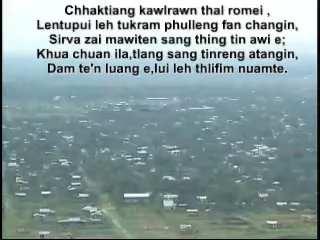 Chhaktiang kawlrawn thal romei ,
Lentupui leh tukram phulleng fan changin,
Sirva zai mawiten sang thing tin awi e;
Khua chuan ila,tlang sang tinreng atangin,
Dam te'n luang e,lui leh thlifim nuamte.